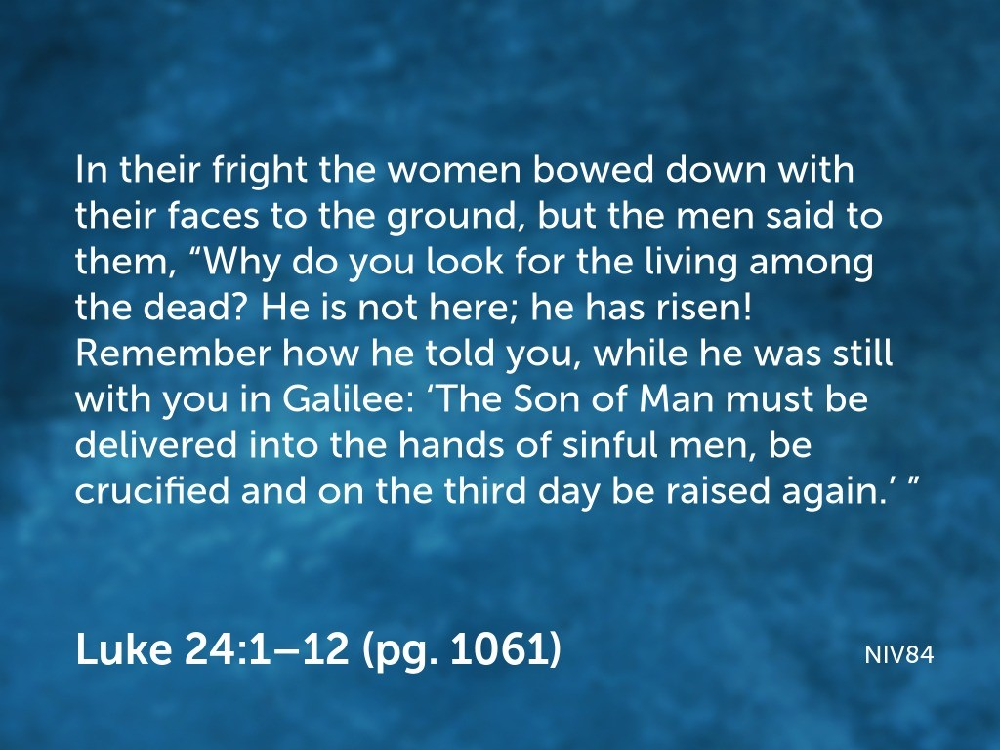 In their fright the women bowed down with
their faces to the ground, but the men said to
them, “Why do you look for the living among
the dead? He is not here; he has risen!
Remember how he told you, while he was still
with you in Galilee: ‘The Son of Man must be
delivered into the hands of sinful men, be
crucified and on the third day be raised again.’ ”
Luke 24:1–12 (pg. 1061)
NIV84